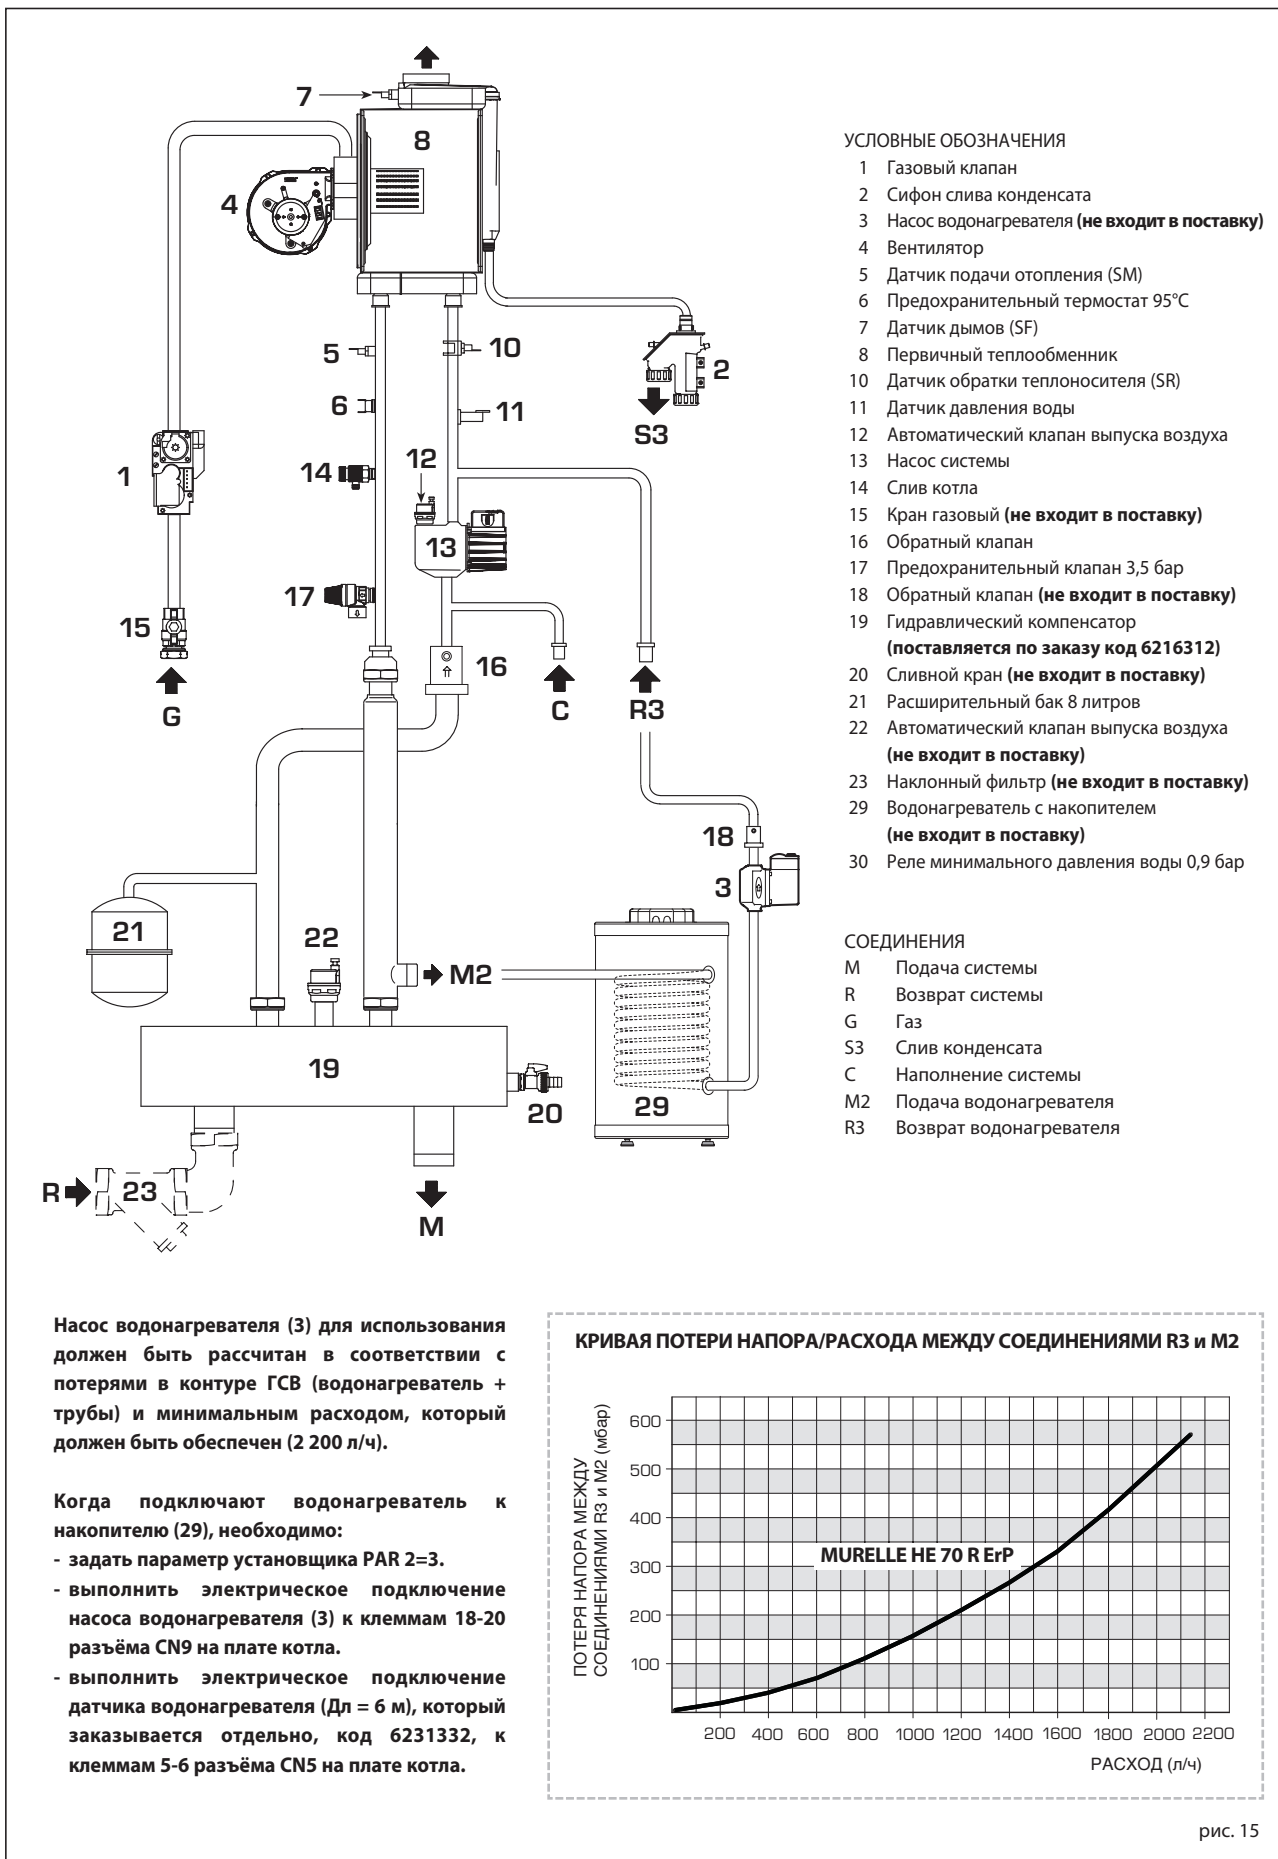 7
8
4
5
10
2
6
11
S3
12
14
1
13
17
15
16
G
C
R3
18
3
21
22
M2
19
20
29
R
23
M
УСЛОВНЫЕ ОБОЗНАЧЕНИЯ
1 Газовый клапан
2 Сифон слива конденсата
3 Насос водонагревателя (не входит в поставку)
4 Вентилятор
5 Датчик подачи отопления (SM)
6 Предохранительный термостат 95°C
7 Датчик дымов (SF)
8 Первичный теплообменник
10 Датчик обратки теплоносителя (SR)
11 Датчик давления воды
12 Автоматический клапан выпуска воздуха
13 Насос системы
14 Слив котла
15 Кран газовый (не входит в поставку)
16 Обратный клапан
17 Предохранительный клапан 3,5 бар
18 Обратный клапан (не входит в поставку)
19 Гидравлический компенсатор
(поставляется по заказу код 6216312)
20 Сливной кран (не входит в поставку)
21 Расширительный бак 8 литров
22 Автоматический клапан выпуска воздуха
(не входит в поставку)
23 Наклонный фильтр (не входит в поставку)
29 Водонагреватель с накопителем
(не входит в поставку)
30 Реле минимального давления воды 0,9 бар
СОЕДИНЕНИЯ
M Подача системы
R Возврат системы
G Газ
S3 Слив конденсата
C Наполнение системы
M2 Подача водонагревателя
R3 Возврат водонагревателя
Насос водонагревателя (3) для использования
должен быть рассчитан в соответствии с
потерями в контуре ГСВ (водонагреватель +
трубы) и минимальным расходом, который
должен быть обеспечен (2 200 л/ч).
Когда подключают водонагреватель к
накопителю (29), необходимо:
- задать параметр установщика PAR 2=3.
- выполнить электрическое подключение
насоса водонагревателя (3) к клеммам 18-20
разъёма CN9 на плате котла.
- выполнить электрическое подключение
датчика водонагревателя (Дл = 6 м), который
заказывается отдельно, код 6231332, к
клеммам 5-6 разъёма CN5 на плате котла.
КРИВАЯ ПОТЕРИ НАПОРА/РАСХОДА МЕЖДУ СОЕДИНЕНИЯМИ R3 и M2
ПОТЕРЯ НАПОРА МЕЖДУ
СОЕДИНЕНИЯМИ R3 и M2 (мбар)
600
500
400
300
200
100
MURELLE HE 70 R ErP
200 400 600 800 1000 1200 1400 1600 1800 2000 2200
РАСХОД (л/ч)
рис. 15